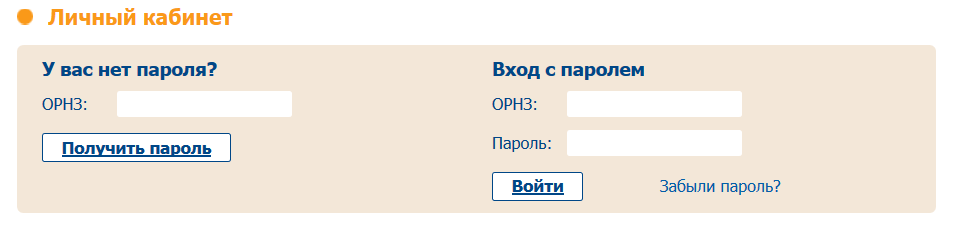 Личный кабинет
У вас нет пароля?
ОРНЗ:
Получить пароль
Вход с паролем
ОРНЗ:
Пароль:
Войти
Забыли пароль?